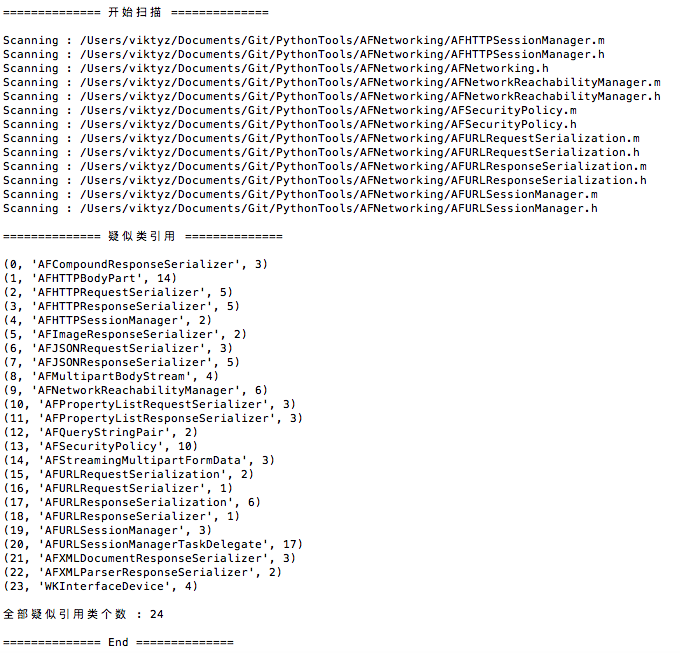 ============== 开始扫描 ==============
Scanning : /Users/viktyz/Documents/Git/PythonTools/AFNetworking/AFHTTPSessionManager.m
Scanning : /Users/viktyz/Documents/Git/PythonTools/AFNetworking/AFHTTPSessionManager.h
Scanning : /Users/viktyz/Documents/Git/PythonTools/AFNetworking/AFNetworking.h
Scanning : /Users/viktyz/Documents/Git/PythonTools/AFNetworking/AFNetworkReachabilityManager.m
Scanning : /Users/viktyz/Documents/Git/PythonTools/AFNetworking/AFNetworkReachabilityManager.h
Scanning : /Users/viktyz/Documents/Git/PythonTools/AFNetworking/AFSecurityPolicy.m
Scanning : /Users/viktyz/Documents/Git/PythonTools/AFNetworking/AFSecurityPolicy.h
Scanning : /Users/viktyz/Documents/Git/PythonTools/AFNetworking/AFURLRequestSerialization.m
Scanning : /Users/viktyz/Documents/Git/PythonTools/AFNetworking/AFURLRequestSerialization.h
Scanning : /Users/viktyz/Documents/Git/PythonTools/AFNetworking/AFURLResponseSerialization.m
Scanning : /Users/viktyz/Documents/Git/PythonTools/AFNetworking/AFURLResponseSerialization.h
Scanning : /Users/viktyz/Documents/Git/PythonTools/AFNetworking/AFURLSessionManager.m
Scanning : /Users/viktyz/Documents/Git/PythonTools/AFNetworking/AFURLSessionManager.h
============== 疑似类引用 ==============
(0, 'AFCompoundResponseSerializer', 3)
(1, 'AFHTTPBodyPart', 14)
(2, 'AFHTTPRequestSerializer', 5)
(3, 'AFHTTPResponseSerializer', 5)
(4, 'AFHTTPSessionManager', 2)
(5, 'AFImageResponseSerializer', 2)
(6, 'AFJSONRequestSerializer', 3)
(7, 'AFJSONResponseSerializer', 5)
(8, 'AFMultipartBodyStream', 4)
(9, 'AFNetworkReachabilityManager', 6)
(10, 'AFPropertyListRequestSerializer', 3)
(11, 'AFPropertyListResponseSerializer', 3)
(12, 'AFQueryStringPair', 2)
(13, 'AFSecurityPolicy', 10)
(14, 'AFStreamingMultipartFormData', 3)
(15, 'AFURLRequestSerialization', 2)
(16, 'AFURLRequestSerializer', 1)
(17, 'AFURLResponseSerialization', 6)
(18, 'AFURLResponseSerializer', 1)
(19, 'AFURLSessionManager', 3)
(20, 'AFURLSessionManagerTaskDelegate', 17)
(21, 'AFXMLDocumentResponseSerializer', 3)
(22, 'AFXMLParserResponseSerializer', 2)
(23, 'WKInterfaceDevice', 4)
全部疑似引用类个数 : 24
============== End ==============